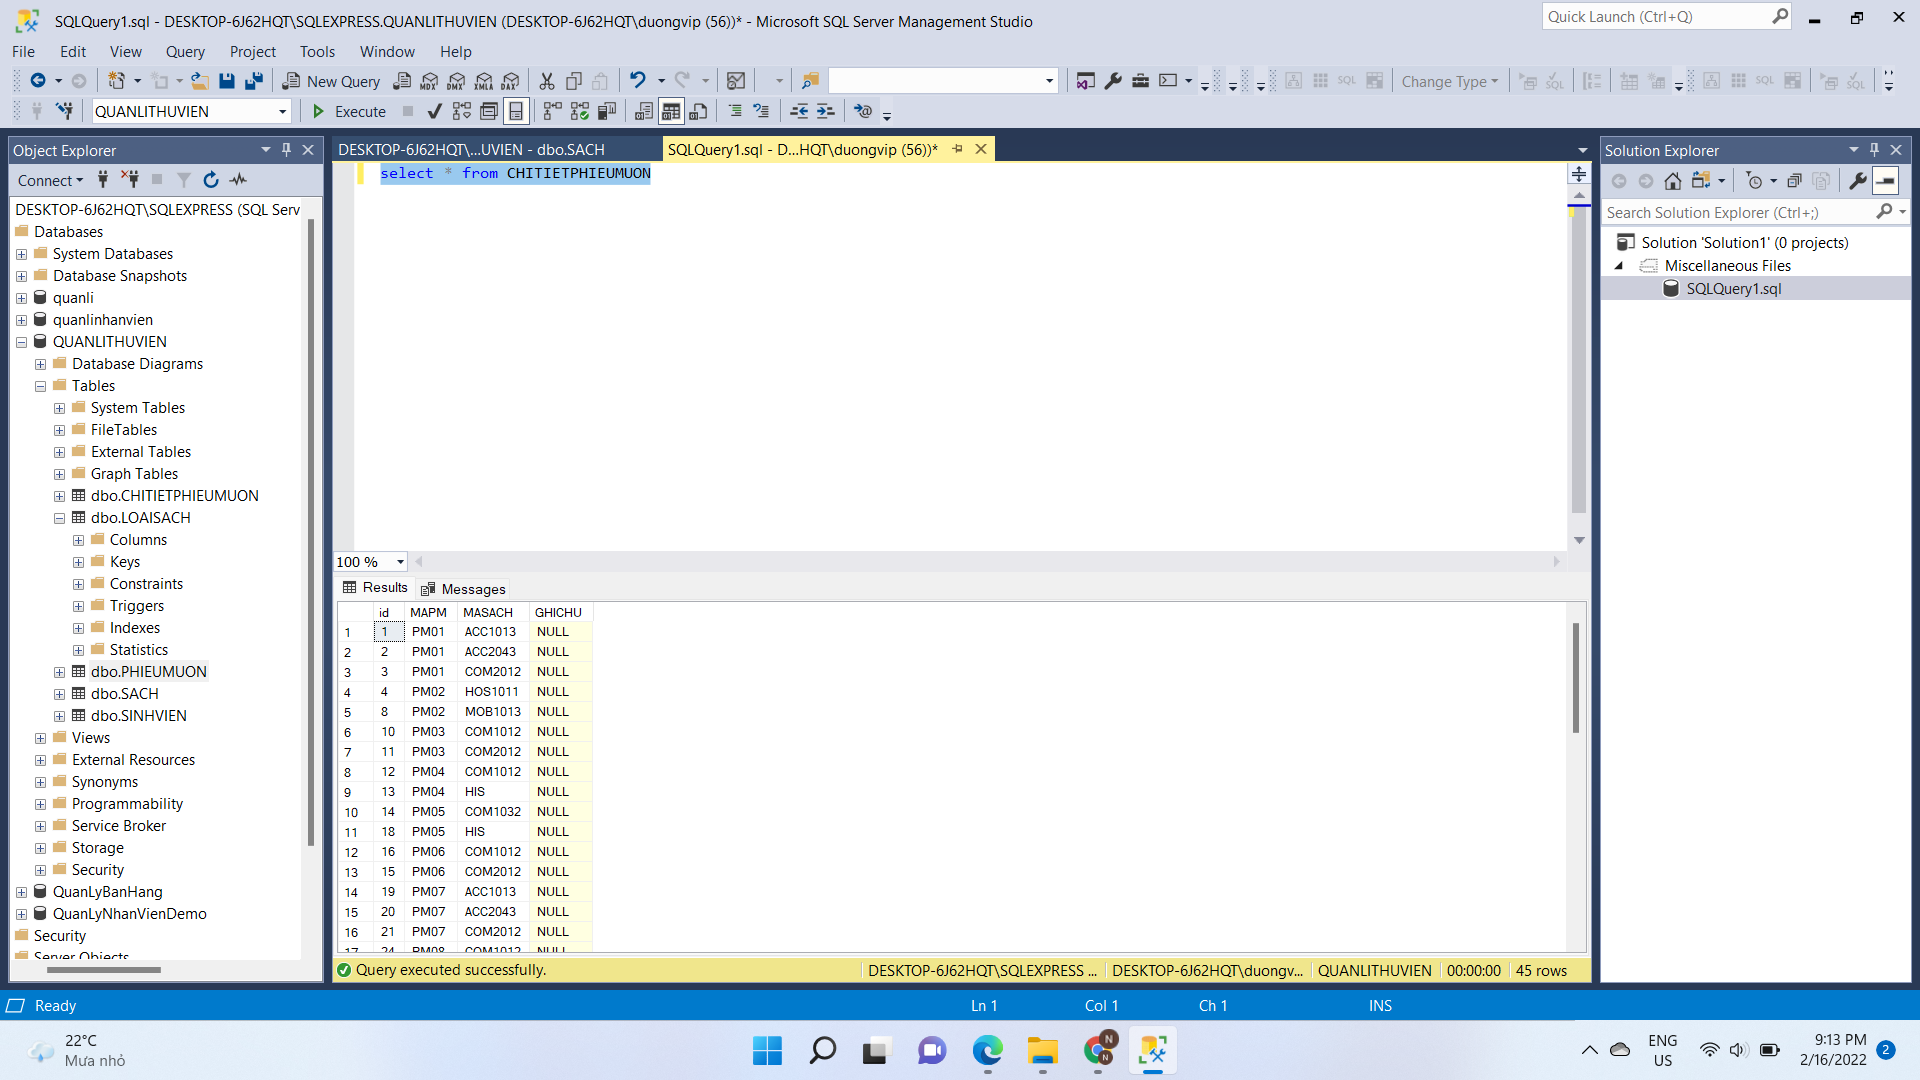 SQLQuery1.sql - DESKTOP-6J62HQT\SQLEXPRESS.QUANLITHUVIEN (DESKTOP-6J62HQT\duongvip (56))* - Microsoft SQL Server Management Studio
Quick Launch (Ctrl+Q)
File Edit View Query Project Tools Window Help
New Query
MDX DMX XMLA DAX
SQL
Change Type
SQL
QUANLITHUVIEN
Execute
Object Explorer
Connect
DESKTOP-6J62HQT\SQLEXPRESS (SQL Serv
Databases
System Databases
Database Snapshots
quanli
quanlinhanvien
QUANLITHUVIEN
Database Diagrams
Tables
System Tables
FileTables
External Tables
Graph Tables
dbo.CHITIETPHIEUMUON
dbo.LOAISACH
Columns
Keys
Constraints
Triggers
Indexes
Statistics
dbo.PHIEUMUON
dbo.SACH
dbo.SINHVIEN
Views
External Resources
Synonyms
Programmability
Service Broker
Storage
Security
QuanLyBanHang
QuanLyNhanVienDemo
Security
Server Objects
DESKTOP-6J62HQT\...UVIEN - dbo.SACH
SQLQuery1.sql - D...HQT\duongvip (56))*
select * from CHITIETPHIEUMUON
100 %
Results Messages
id MAPM MASACH GHICHU
1 1 PM01 ACC1013 NULL
2 2 PM01 ACC2043 NULL
3 3 PM01 COM2012 NULL
4 4 PM02 HOS1011 NULL
5 8 PM02 MOB1013 NULL
6 10 PM03 COM1012 NULL
7 11 PM03 COM2012 NULL
8 12 PM04 COM1012 NULL
9 13 PM04 HIS NULL
10 14 PM05 COM1032 NULL
11 18 PM05 HIS NULL
12 16 PM06 COM1012 NULL
13 15 PM06 COM2012 NULL
14 19 PM07 ACC1013 NULL
15 20 PM07 ACC2043 NULL
16 21 PM07 COM2012 NULL
17 24 PM08 COM1012 NULL
Query executed successfully.
DESKTOP-6J62HQT\SQLEXPRESS ...
DESKTOP-6J62HQT\duongv...
QUANLITHUVIEN
00:00:00
45 rows
Solution Explorer
Search Solution Explorer (Ctrl+;)
Solution 'Solution1' (0 projects)
Miscellaneous Files
SQLQuery1.sql
Ready
Ln 1
Col 1
Ch 1
INS
22°C
Mưa nhỏ
N
N
ENG
US
9:13 PM
2/16/2022
2